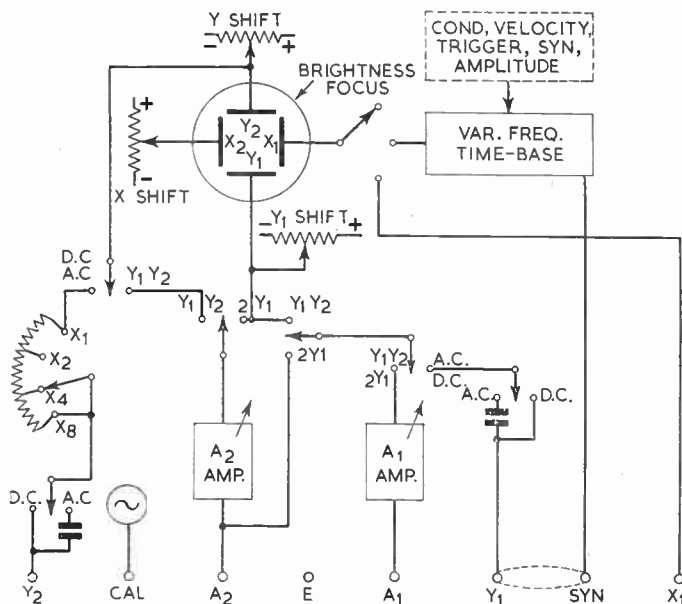 Y SHIFT
- +
COND, VELOCITY,
TRIGGER, SYN,
AMPLITUDE
BRIGHTNESS
FOCUS
+
-
X SHIFT
Y2
X2 X1
Y1
VAR. FREQ.
TIME-BASE
Y1 SHIFT
- +
D.C
A.C
Y1 Y2
Y1 Y2
2 Y1
Y1 Y2
2Y1
Y1Y2
2Y1
A.C.
D.C.
A.C.
D.C.
X1
X2
X4
X8
A2
AMP.
A1
AMP.
D.C.
A.C
Y2
CAL
A2
E
A1
Y1
SYN
X1